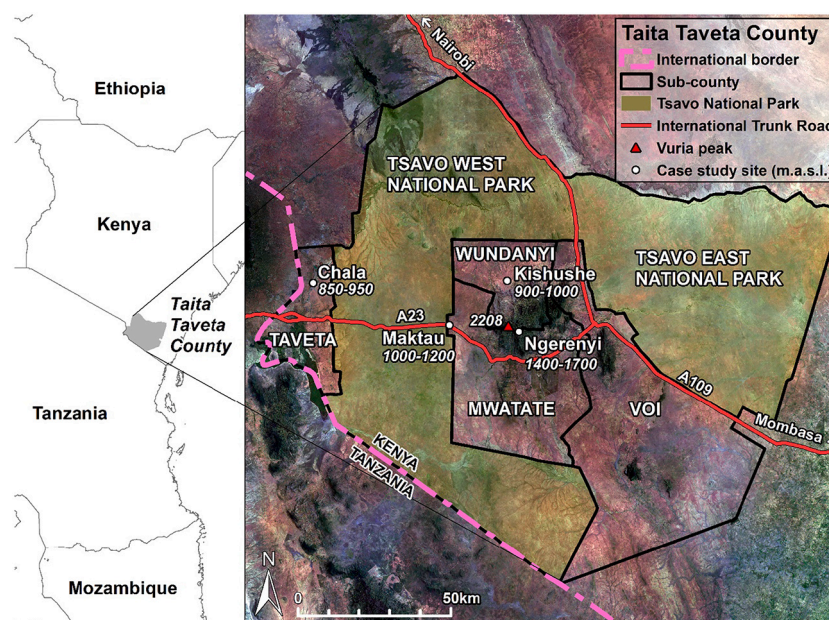 Ethiopia
Kenya
Taita
Taveta
County
Tanzania
Mozambique
Taita Taveta County
International border
Sub-county
Tsavo National Park
International Trunk Road
Vuria peak
Case study site (m.a.s.l.)
Nairobi
TSAVO WEST
NATIONAL PARK
TSAVO EAST
NATIONAL PARK
WUNDANYI
Kishushe
900-1000
Chala
850-950
A23
2208
TAVETA
Maktau
1000-1200
Ngerenyi
1400-1700
A109
MWATATE
VOI
Mombasa
KENYA
TANZANIA
N
0 50km